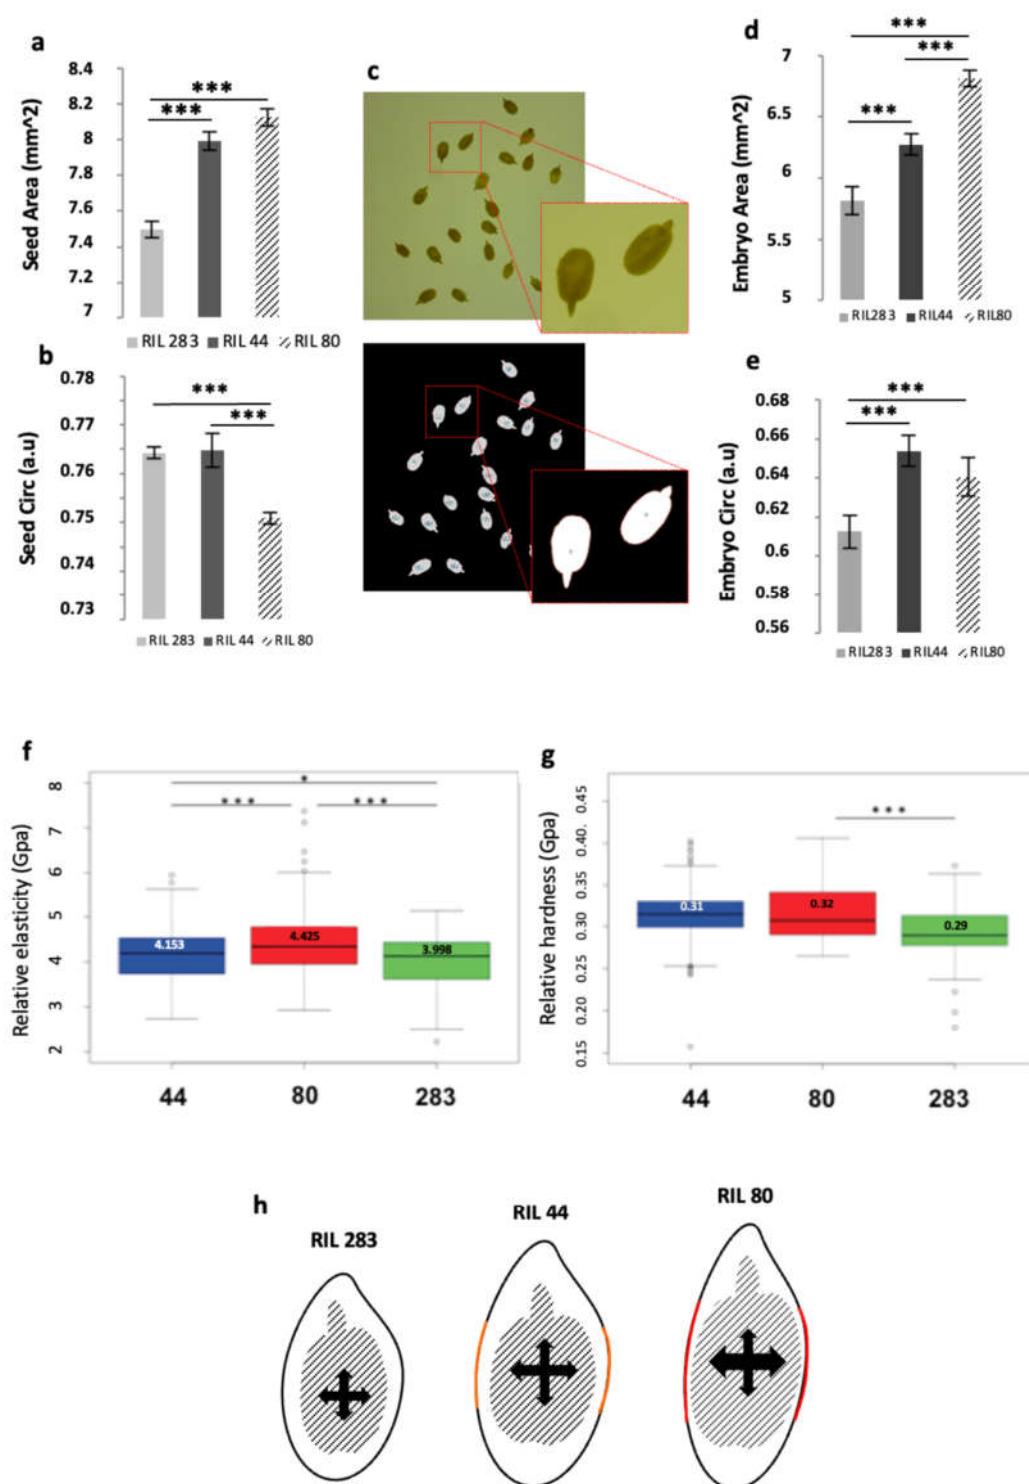 a
Seed Area (mm^2)
8.4
8.2
8
7.8
7.6
7.4
7.2
7
***
***
RIL 283 RIL 44 RIL 80
b
Seed Circ (a.u)
0.78
0.77
0.76
0.75
0.74
0.73
***
***
RIL 283 RIL 44 RIL 80
c
d
Embryo Area (mm^2)
7
6.5
6
5.5
5
***
***
***
RIL283 RIL44 RIL80
e
Embryo Circ (a.u)
0.68
0.66
0.64
0.62
0.6
0.58
0.56
***
***
RIL283 RIL44 RIL80
f
Relative elasticity (Gpa)
8
7
6
5
4
3
2
*
*** ***
4.153 4.425 3.998
44 80 283
g
Relative hardness (Gpa)
0.45
0.40
0.35
0.30
0.25
0.20
0.15
***
0.31 0.32 0.29
44 80 283
h
RIL 283
RIL 44
RIL 80